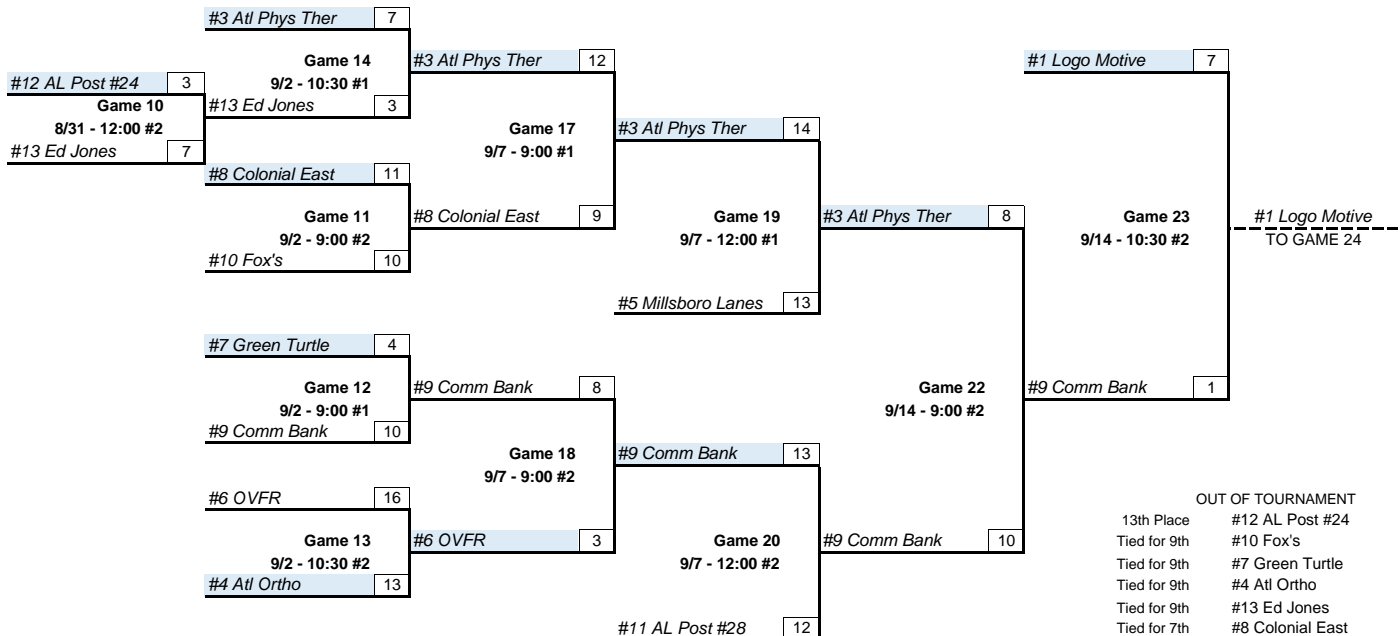 #3 Atl Phys Ther 7
Game 14
9/2 - 10:30 #1
#13 Ed Jones 3
#12 AL Post #24 3
Game 10
8/31 - 12:00 #2
#13 Ed Jones 7
#8 Colonial East 11
Game 11
9/2 - 9:00 #2
#10 Fox's 10
#7 Green Turtle 4
Game 12
9/2 - 9:00 #1
#9 Comm Bank 10
#6 OVFR 16
Game 13
9/2 - 10:30 #2
#4 Atl Ortho 13
#3 Atl Phys Ther 12
Game 17
9/7 - 9:00 #1
#8 Colonial East 9
#9 Comm Bank 8
Game 18
9/7 - 9:00 #2
#6 OVFR 3
#3 Atl Phys Ther 14
Game 19
9/7 - 12:00 #1
#5 Millsboro Lanes 13
#9 Comm Bank 13
Game 20
9/7 - 12:00 #2
#11 AL Post #28 12
#3 Atl Phys Ther 8
Game 22
9/14 - 9:00 #2
#9 Comm Bank 10
#1 Logo Motive 7
Game 23
9/14 - 10:30 #2
#9 Comm Bank 1
#1 Logo Motive
TO GAME 24
OUT OF TOURNAMENT
13th Place #12 AL Post #24
Tied for 9th #10 Fox's
Tied for 9th #7 Green Turtle
Tied for 9th #4 Atl Ortho
Tied for 9th #13 Ed Jones
Tied for 7th #8 Colonial East